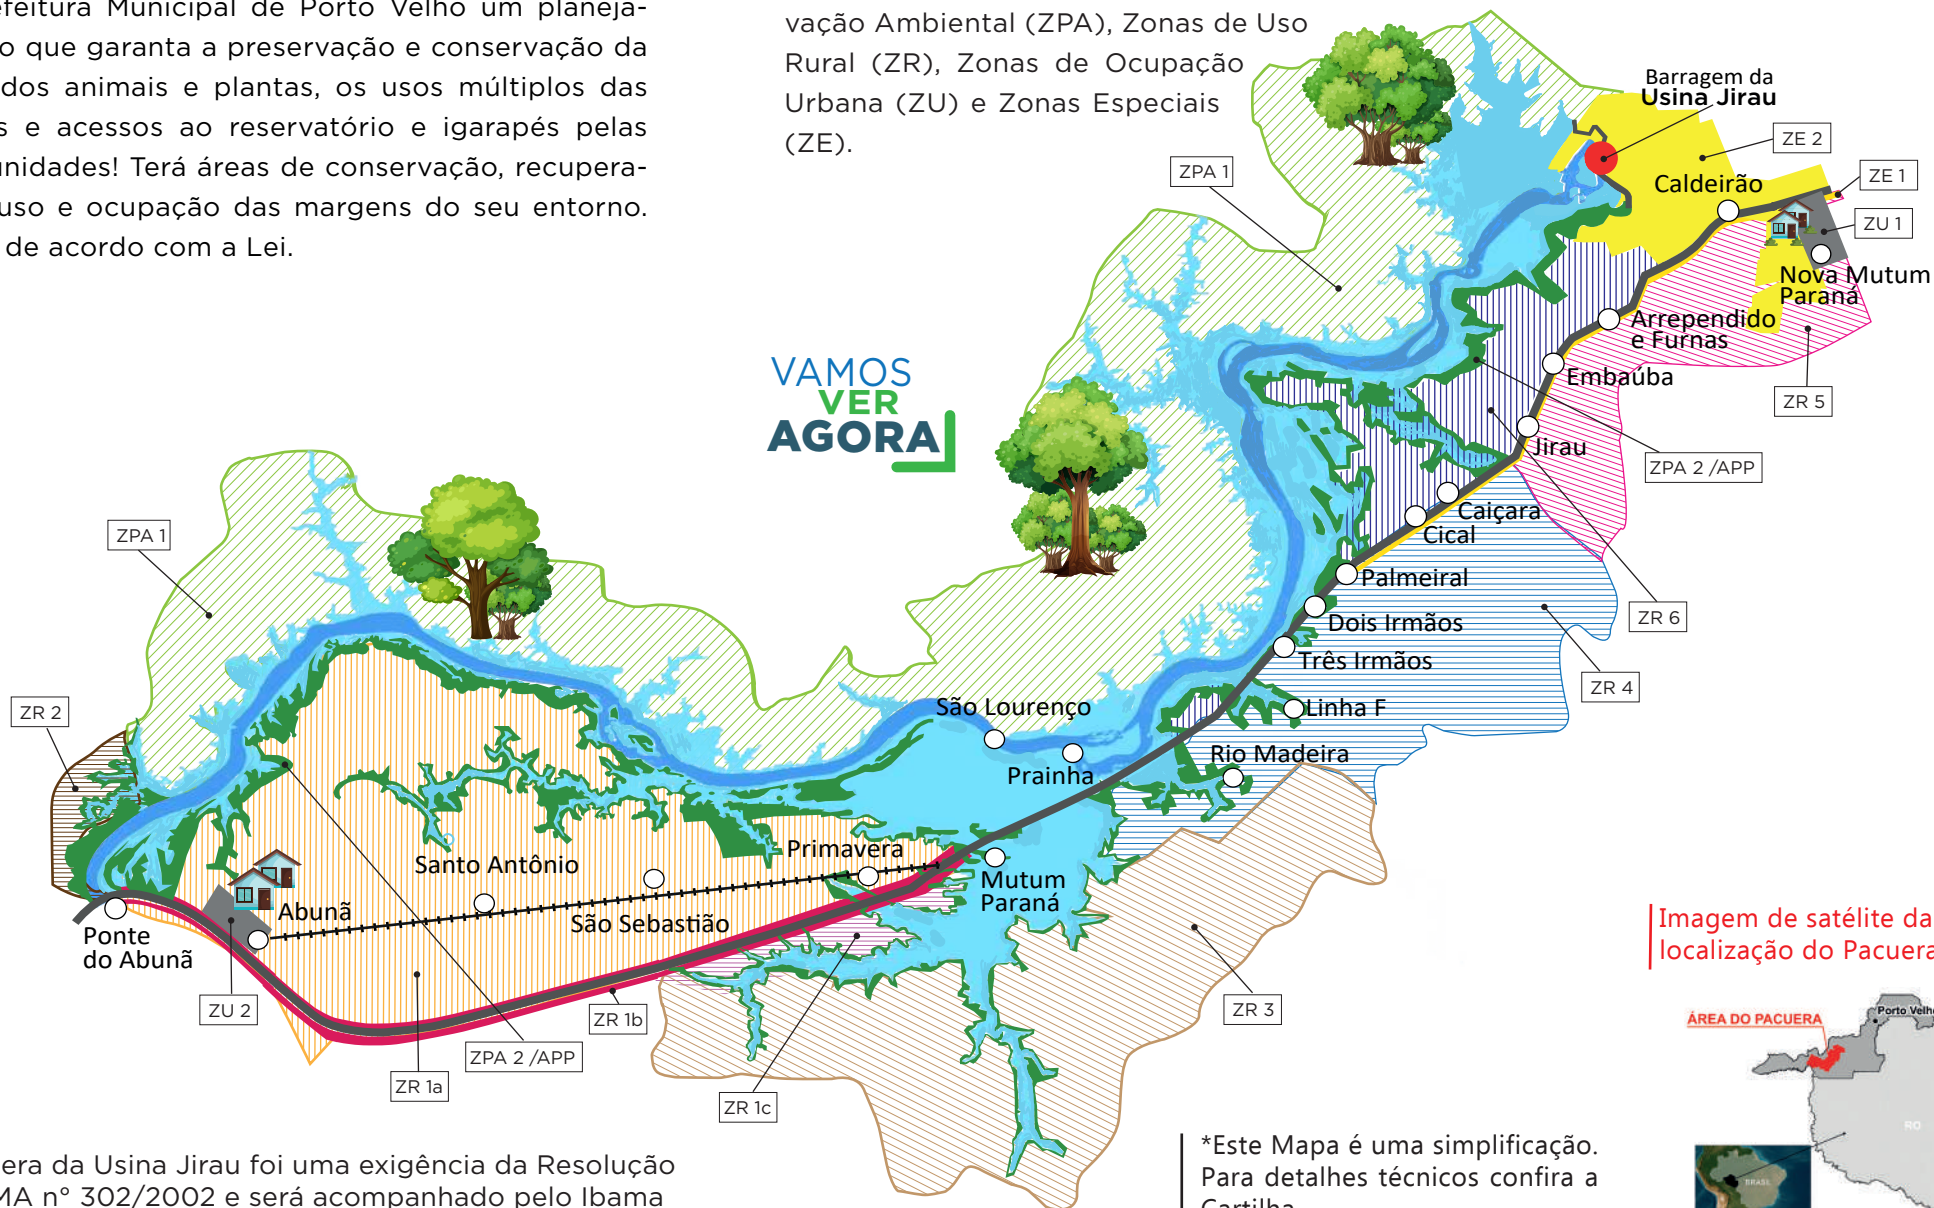 efeitura Municipal de Porto Velho um planeja-
o que garanta a preservação e conservação da
dos animais e plantas, os usos múltiplos das
s e acessos ao reservatório e igarapés pelas
unidades! Terá áreas de conservação, recupera-
uso e ocupação das margens do seu entorno.
de acordo com a Lei.
vação Ambiental (ZPA), Zonas de Uso
Rural (ZR), Zonas de Ocupação
Urbana (ZU) e Zonas Especiais
(ZE).
VAMOS
VER
AGORA
Barragem da
Usina Jirau
ZE 2
ZE 1
ZU 1
Caldeirão
Nova Mutum
Paraná
ZPA 1
Arrependido
e Furnas
Embaúba
ZR 5
Jirau
ZPA 2 /APP
Caiçara
Cical
Palmeiral
Dois Irmãos
ZR 6
Três Irmãos
ZR 4
Linha F
Rio Madeira
São Lourenço
Prainha
ZPA 1
ZR 2
Primavera
Santo Antônio
Mutum
Paraná
São Sebastião
Abunã
Ponte
do Abunã
ZU 2
ZR 1b
ZR 3
ZPA 2 /APP
ZR 1a
ZR 1c
Imagem de satélite da
localização do Pacuera
ÁREA DO PACUERA
Porto Velho
RO
BRASIL
era da Usina Jirau foi uma exigência da Resolução
MA n° 302/2002 e será acompanhado pelo Ibama
*Este Mapa é uma simplificação.
Para detalhes técnicos confira a
Cartilha